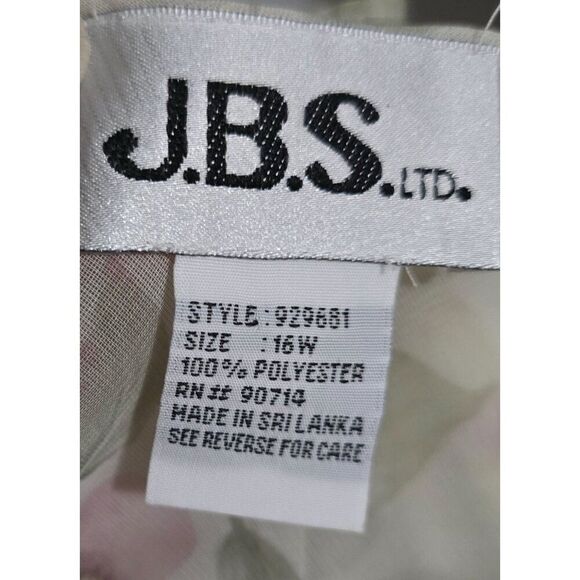 J.B.S.LTD.
STYLE:929681
SIZE :16W
100% POLYESTER
RN# 90714
MADE IN SRI LANKA
SEE REVERSE FOR CARE